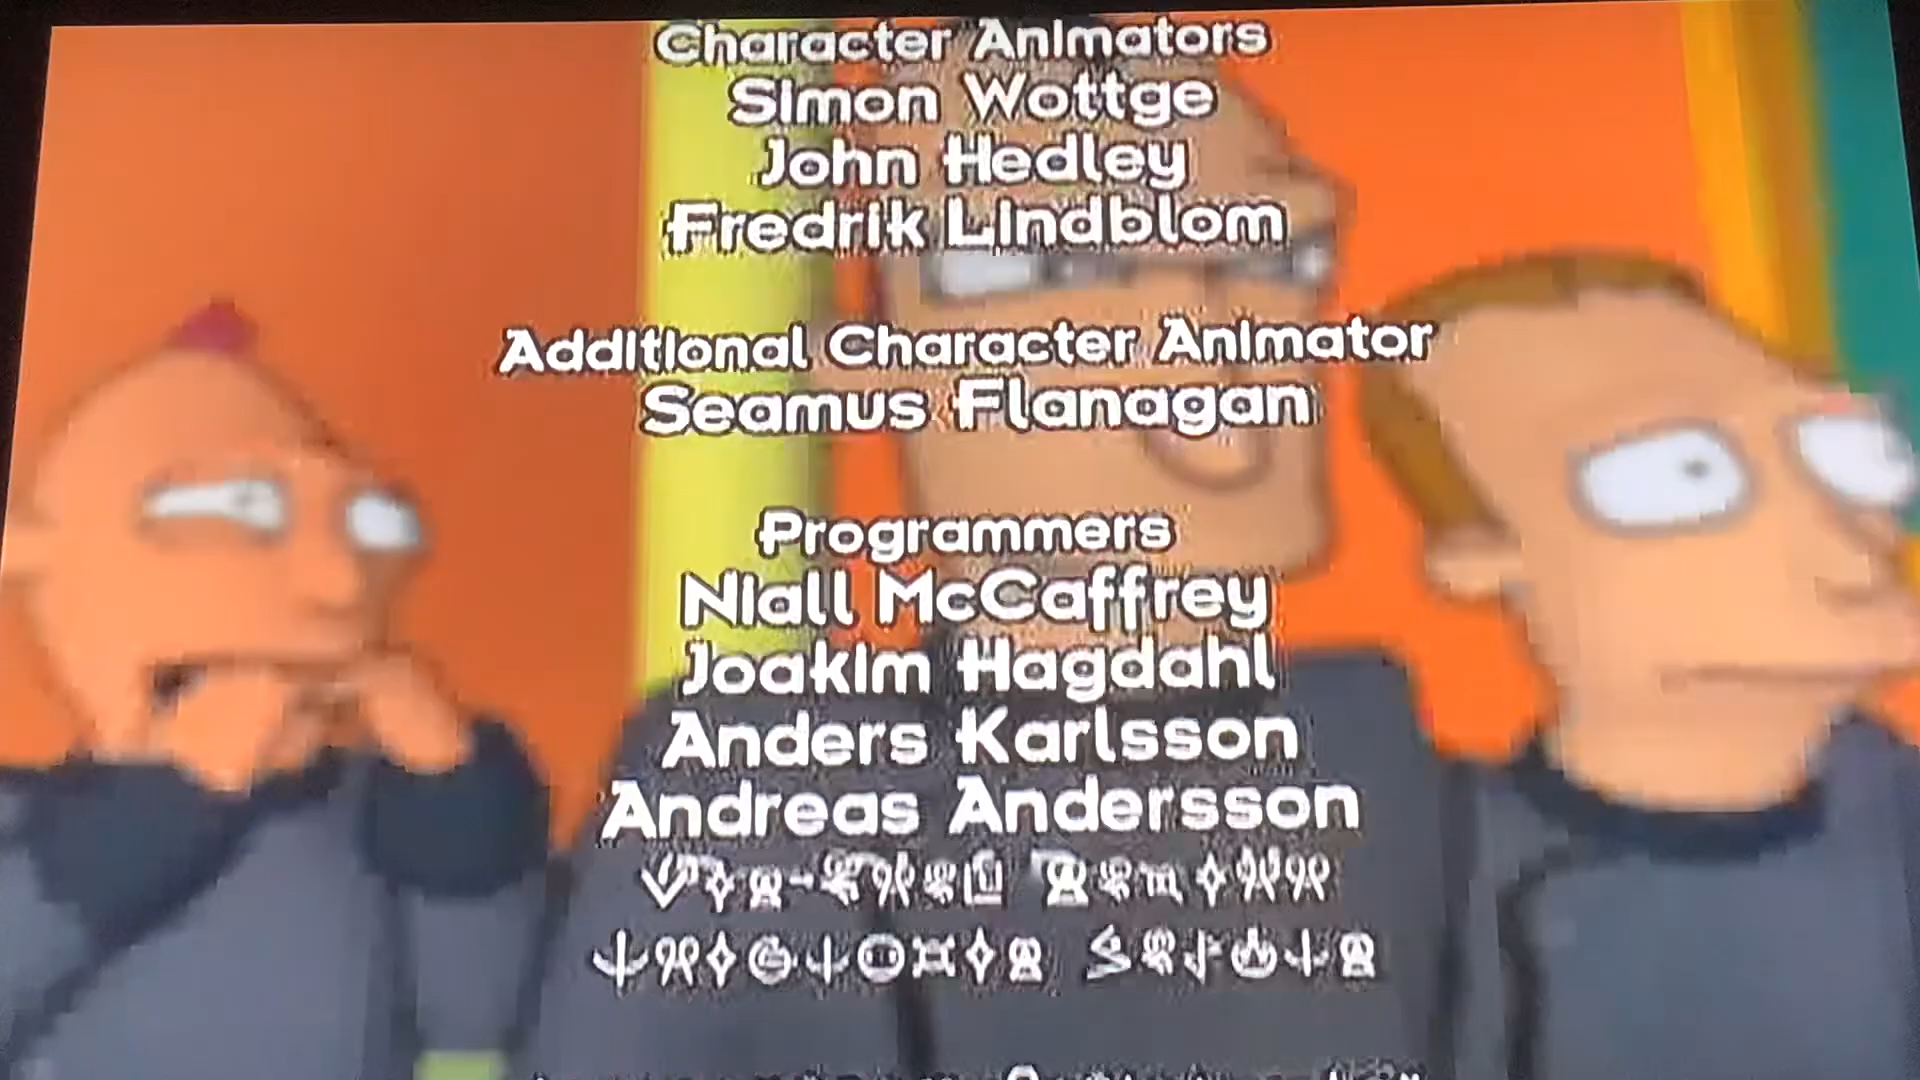 Character Animators
Simon Wottge
John Hedley
Fredrik Lindblom
Additional Character Animator
Seamus Flanagan
Programmers
Niall McCaffrey
Joakim Hagdahl
Anders Karlsson
Andreas Andersson